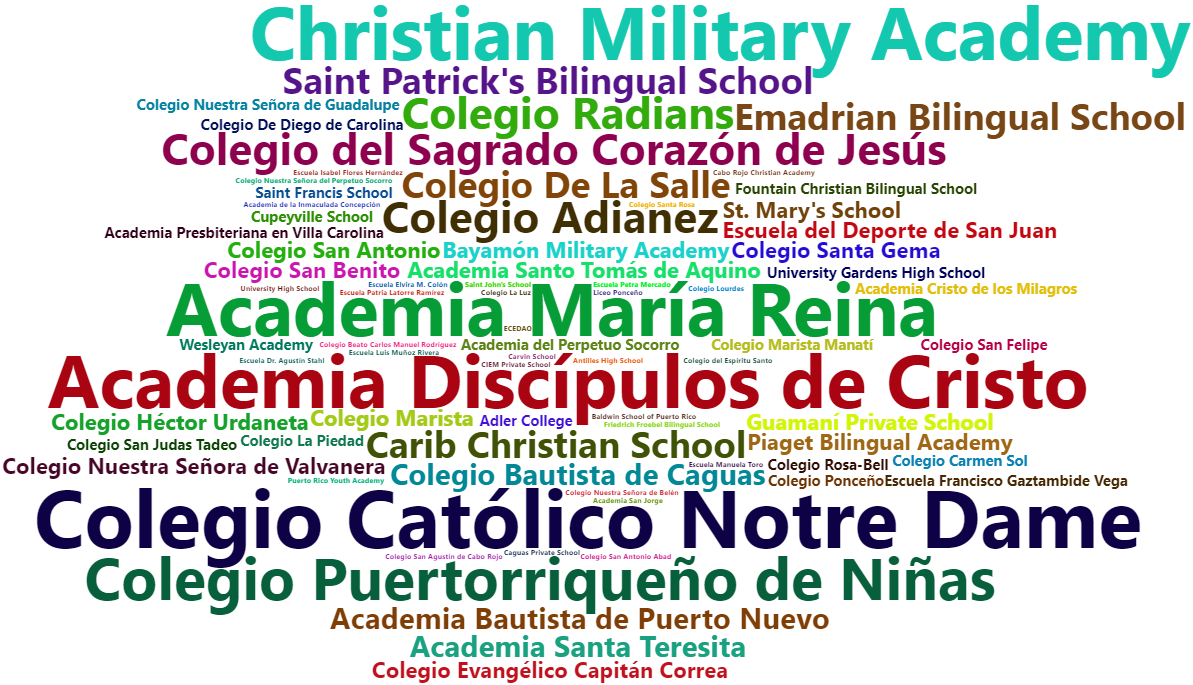 Christian Military Academy
Saint Patrick's Bilingual School
Colegio Nuestra Señora de Guadalupe
Colegio Radians
Emadrian Bilingual School
Colegio De Diego de Carolina
Colegio del Sagrado Corazón de Jesús
Escuela Isabel Flores Hernández
Cabo Rojo Christian Academy
Colegio Nuestra Señora del Perpetuo Socorro
Colegio De La Salle
Saint Francis School
Fountain Christian Bilingual School
Academia de la Inmaculada Concepción
Colegio Santa Rosa
Cupeyville School
Colegio Adianez
St. Mary's School
Academia Presbiteriana en Villa Carolina
Escuela del Deporte de San Juan
Colegio San Antonio
Bayamón Military Academy
Colegio Santa Gema
Colegio San Benito
Academia Santo Tomás de Aquino
University Gardens High School
University High School
Escuela Elvira M. Colón
Saint John's School
Escuela Petra Mercado
Colegio Lourdes
Academia Cristo de los Milagros
Escuela Patria Latorre Ramírez
Colegio La Luz
Liceo Ponceño
Academia María Reina
ECEDAO
Wesleyan Academy
Colegio Beato Carlos Manuel Rodríguez
Academia del Perpetuo Socorro
Colegio Marista Manatí
Colegio San Felipe
Escuela Luis Muñoz Rivera
Escuela Dr. Agustín Stahl
Carvin School
CIEM Private School
Antilles High School
Colegio del Espíritu Santo
Academia Discípulos de Cristo
Colegio Héctor Urdaneta
Colegio Marista
Adler College
Baldwin School of Puerto Rico
Friedrich Froebel Bilingual School
Guamaní Private School
Colegio San Judas Tadeo
Colegio La Piedad
Carib Christian School
Piaget Bilingual Academy
Colegio Nuestra Señora de Valvanera
Escuela Manuela Toro
Colegio Rosa-Bell
Colegio Carmen Sol
Puerto Rico Youth Academy
Colegio Bautista de Caguas
Colegio Ponceño
Escuela Francisco Gaztambide Vega
Colegio Nuestra Señora de Belén
Academia San Jorge
Colegio Católico Notre Dame
Colegio San Agustín de Cabo Rojo
Caguas Private School
Colegio San Antonio Abad
Colegio Puertorriqueño de Niñas
Academia Bautista de Puerto Nuevo
Academia Santa Teresita
Colegio Evangélico Capitán Correa